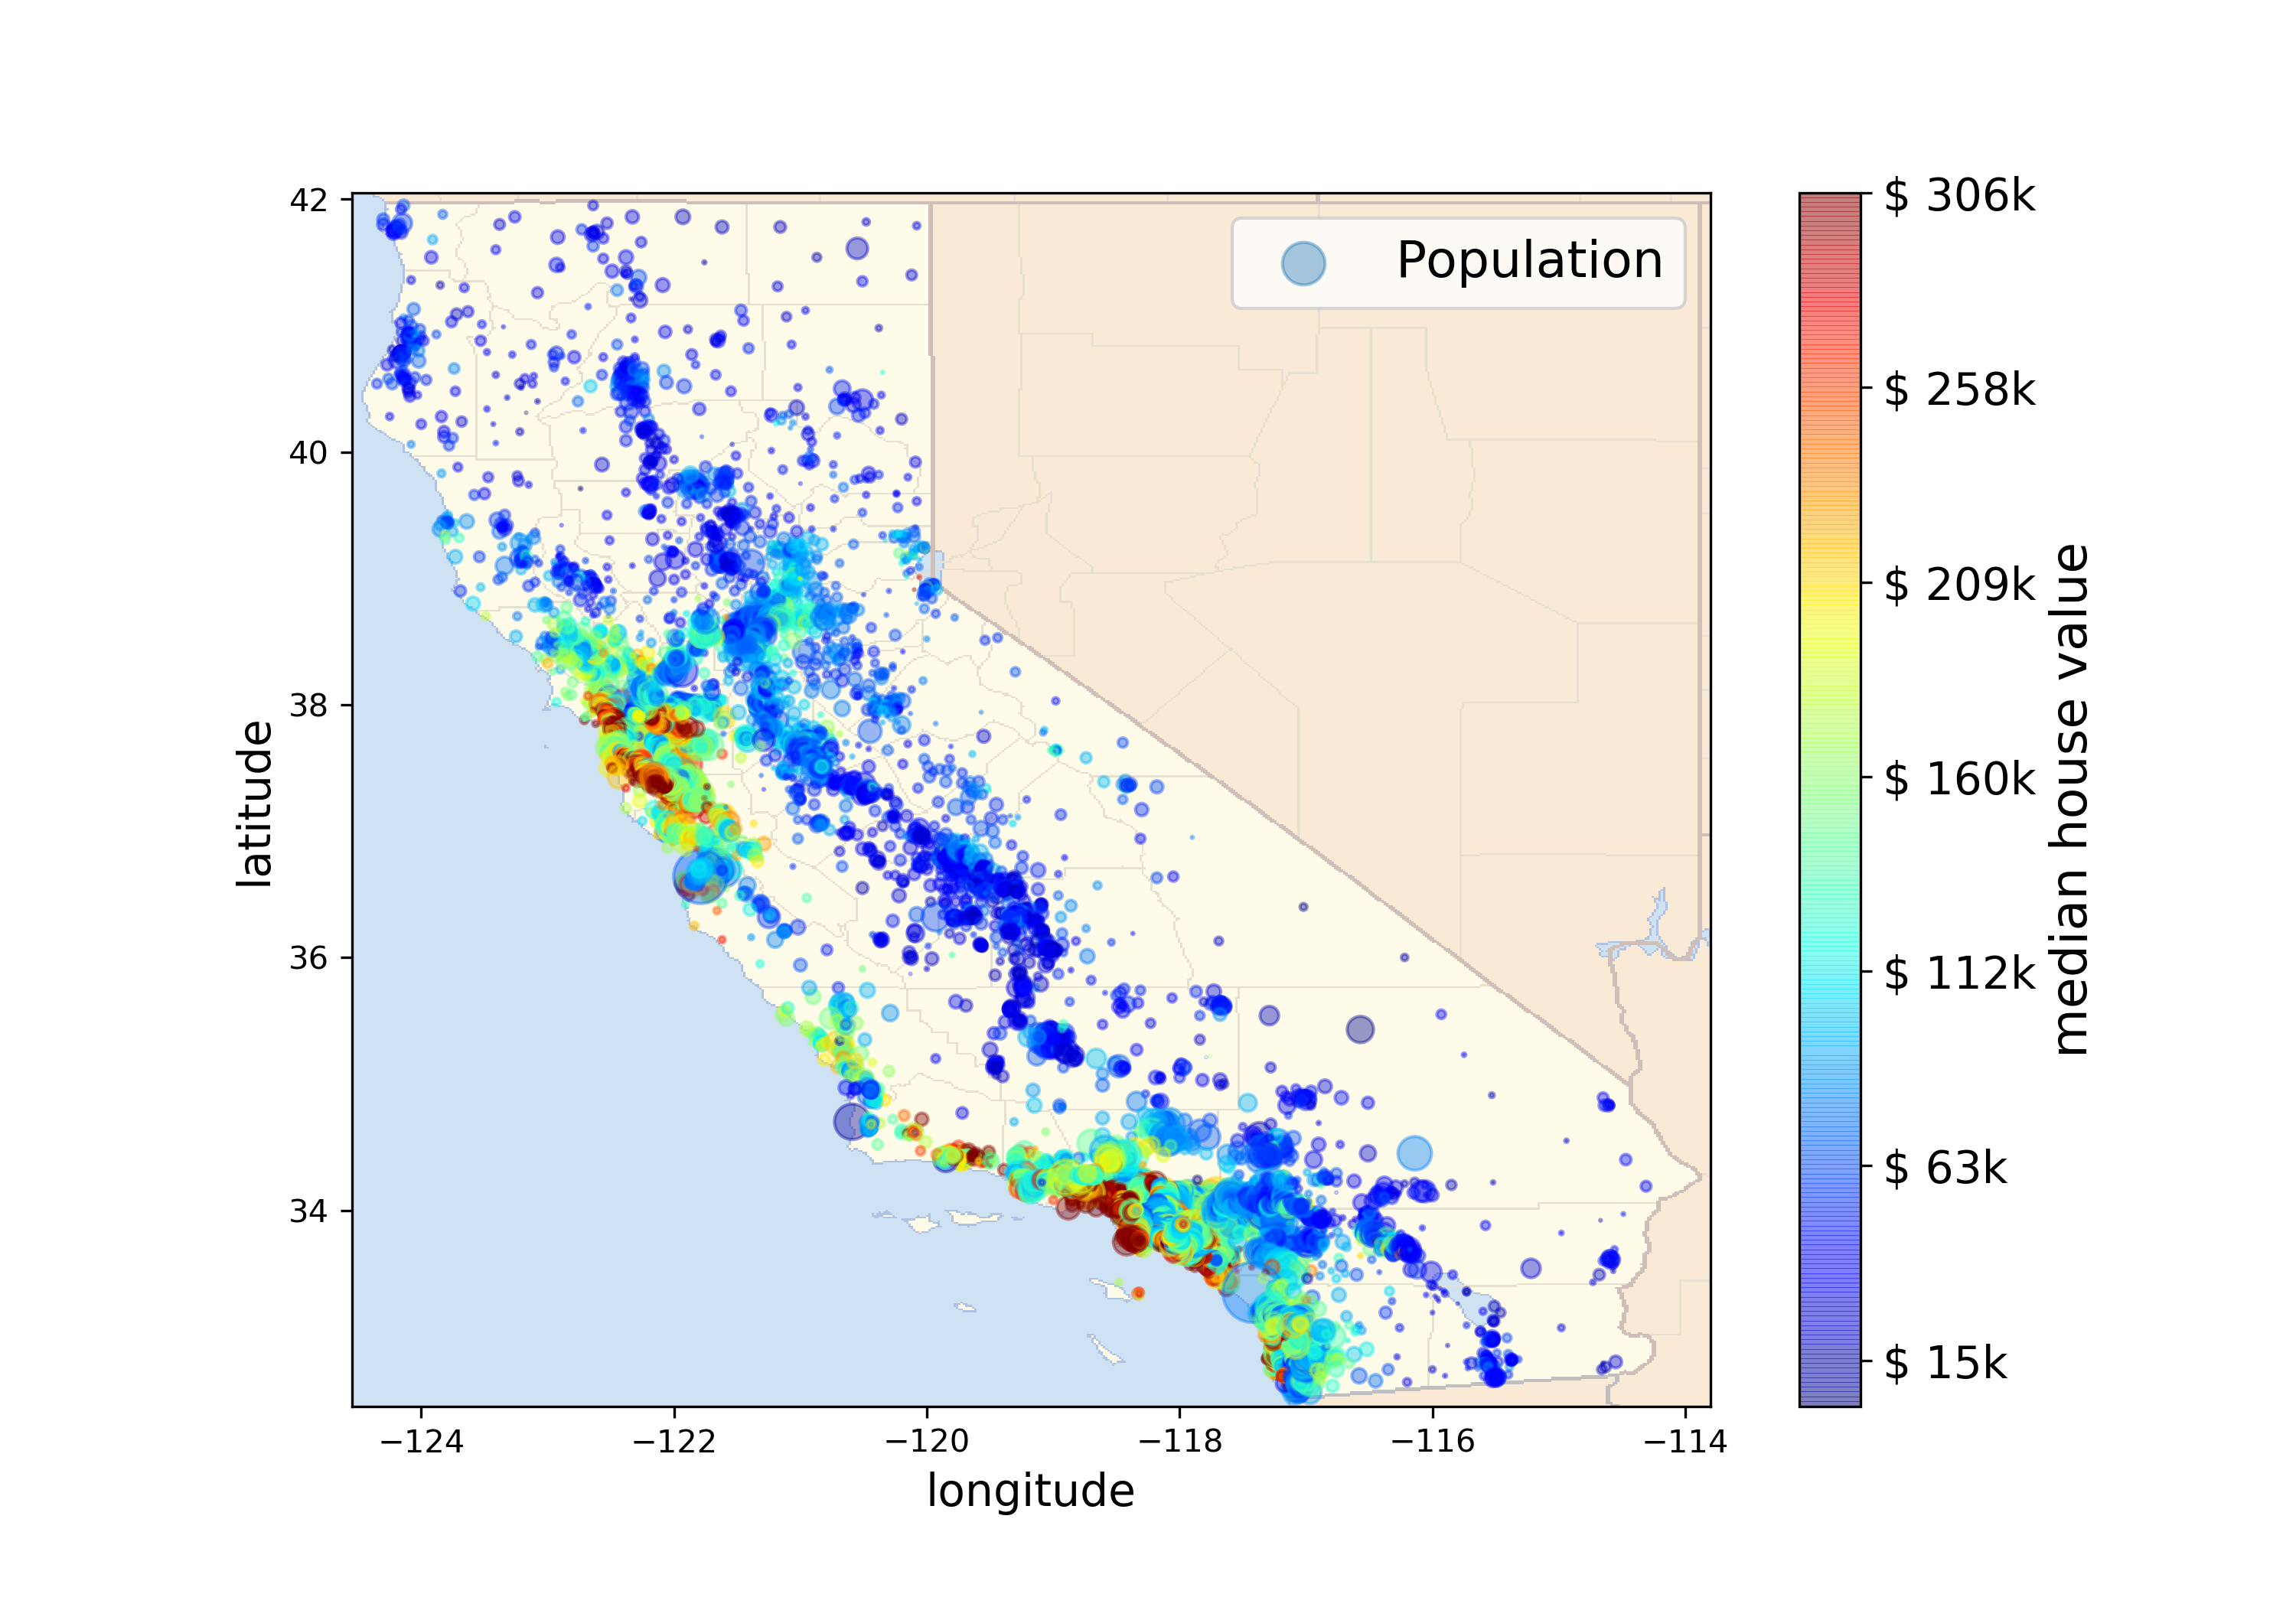 Population
42
40
38
36
34
latitude
−124
−122
−120
−118
−116
−114
longitude
$ 306k
$ 258k
$ 209k
$ 160k
$ 112k
$ 63k
$ 15k
median house value